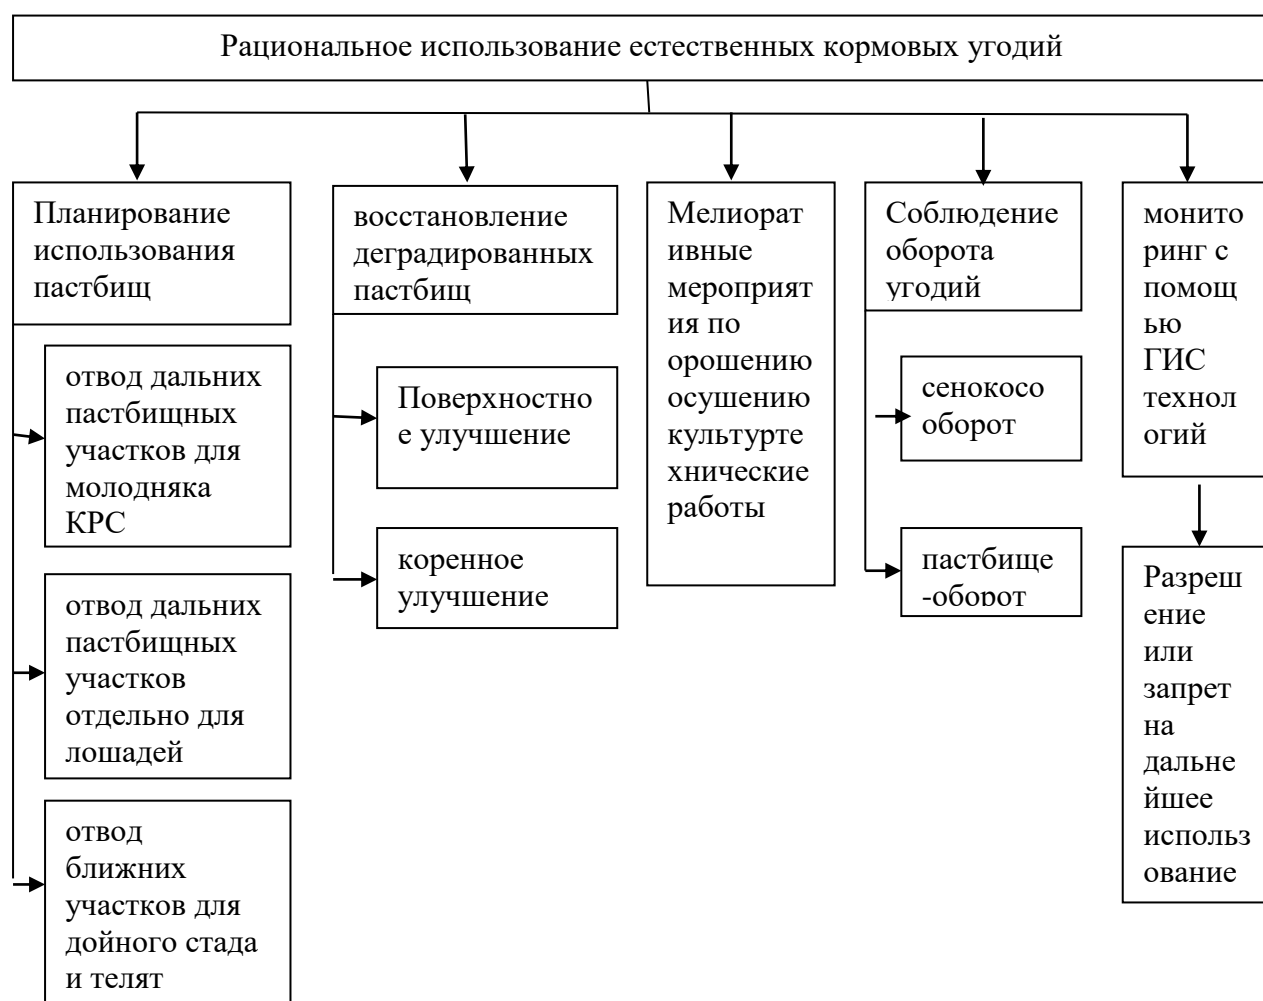 Рациональное использование естественных кормовых угодий
Планирование
использования
пастбищ
отвод дальних
пастбищных
участков для
молодняка
КРС
отвод дальних
пастбищных
участков
отдельно для
лошадей
отвод
ближних
участков для
дойного стада
и телят
восстановление
деградированных
пастбищ
Поверхностно
е улучшение
коренное
улучшение
Мелиорат
ивные
мероприят
ия по
орошению
осушению
культурте
хнические
работы
Соблюдение
оборота
угодий
сенокосо
оборот
пастбище
-оборот
монито
ринг с
помощ
ью
ГИС
технол
огий
Разреш
ение
или
запрет
на
дальне
йшее
использ
ование